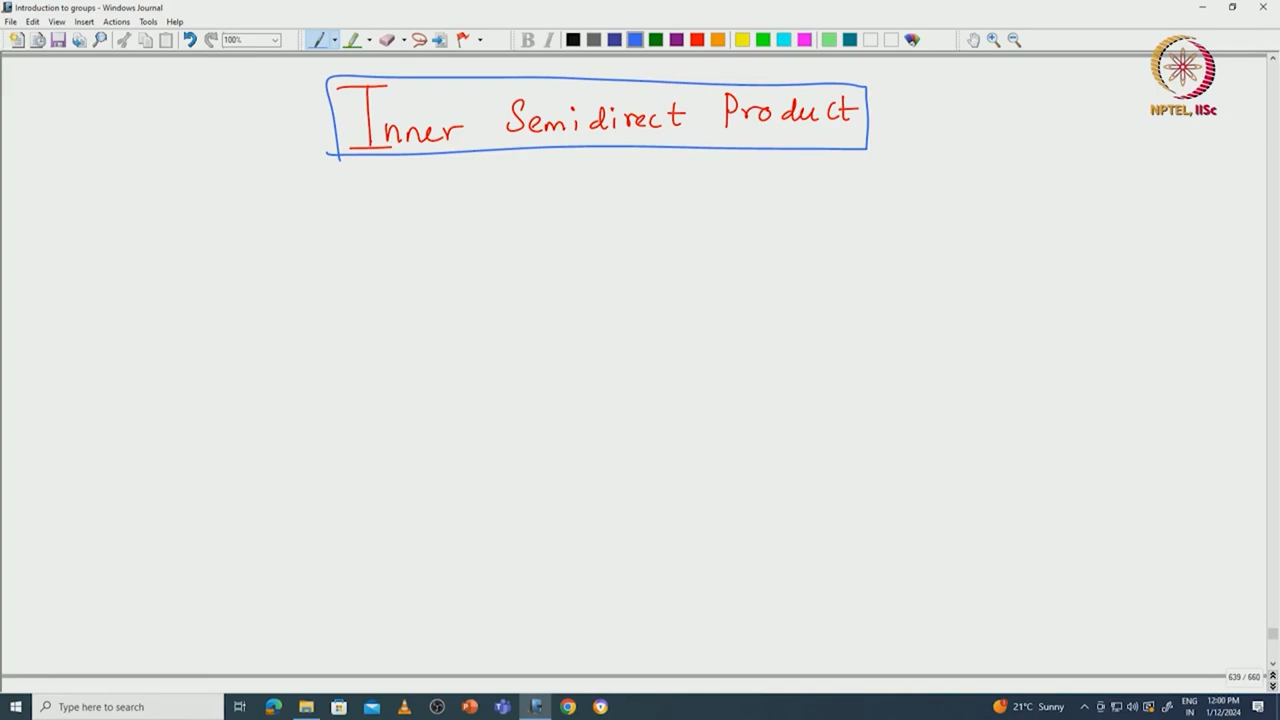 Introduction to groups - Windows Journal
File Edit View Insert Actions Tools Help
100%
B I
NPTEL, IISc
Inner Semidirect Product
639 / 660
Type here to search
21°C Sunny
ENG
IN
12:00 PM
1/12/2024